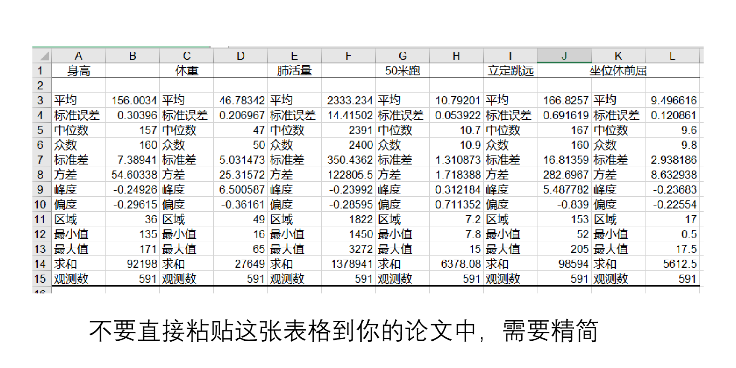 A B C D E F G H I J K L
1 身高 体重 肺活量 50米跑 立定跳远 坐位体前屈
2
3 平均 156.0034 平均 46.78342 平均 2333.234 平均 10.79201 平均 166.8257 平均 9.496616
4 标准误差 0.30396 标准误差 0.206967 标准误差 14.41502 标准误差 0.053922 标准误差 0.691619 标准误差 0.120861
5 中位数 157 中位数 47 中位数 2391 中位数 10.7 中位数 167 中位数 9.6
6 众数 160 众数 50 众数 2400 众数 10.9 众数 160 众数 9.8
7 标准差 7.38941 标准差 5.031473 标准差 350.4362 标准差 1.310873 标准差 16.81359 标准差 2.938186
8 方差 54.60338 方差 25.31572 方差 122805.5 方差 1.718388 方差 282.6967 方差 8.632938
9 峰度 -0.24926 峰度 6.500587 峰度 -0.23992 峰度 0.312184 峰度 5.487782 峰度 -0.23683
10 偏度 -0.29615 偏度 -0.36161 偏度 -0.28595 偏度 0.711352 偏度 -0.839 偏度 -0.22554
11 区域 36 区域 49 区域 1822 区域 7.2 区域 153 区域 17
12 最小值 135 最小值 16 最小值 1450 最小值 7.8 最小值 52 最小值 0.5
13 最大值 171 最大值 65 最大值 3272 最大值 15 最大值 205 最大值 17.5
14 求和 92198 求和 27649 求和 1378941 求和 6378.08 求和 98594 求和 5612.5
15 观测数 591 观测数 591 观测数 591 观测数 591 观测数 591 观测数 591
不要直接粘贴这张表格到你的论文中，需要精简